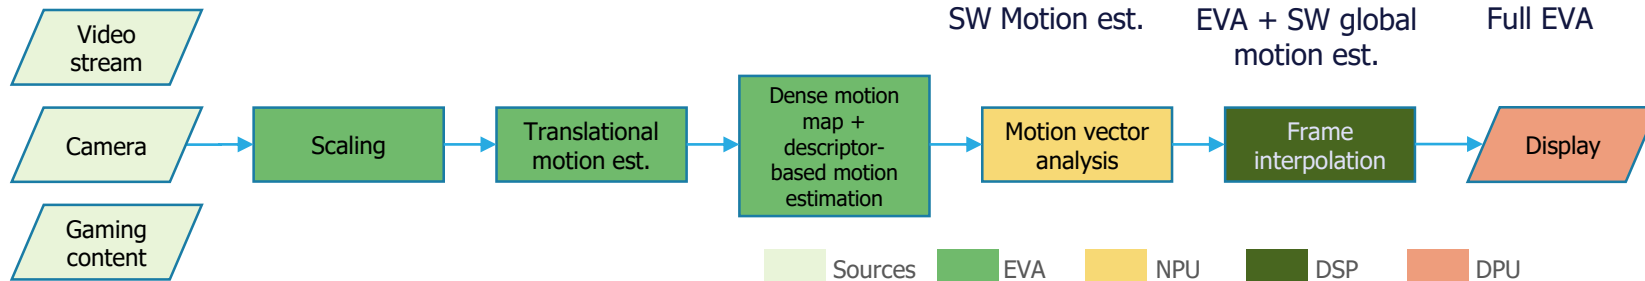 SW Motion est.
EVA + SW global
motion est.
Full EVA
Video
stream
Camera
Gaming
content
Scaling
Translational
motion est.
Dense motion
map +
descriptor-
based motion
estimation
Motion vector
analysis
Frame
interpolation
Display
Sources
EVA
NPU
DSP
DPU